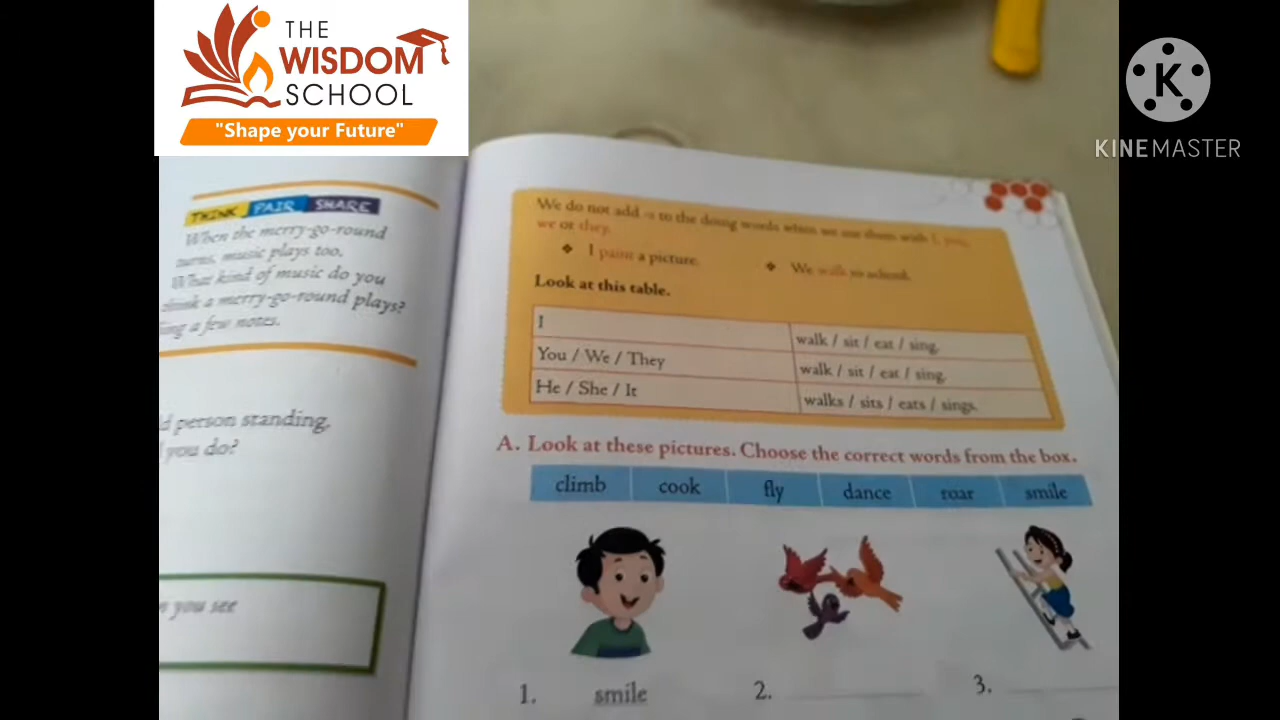 THE
WISDOM
SCHOOL
"Shape your Future"
KINEMASTER
THINK PAIR SHARE
When the merry-go-round
turns, music plays too.
What kind of music do you
think a merry-go-round plays?
a few notes.
person standing,
you do?
you see
We do not add -s to the doing words when we use them with I, you,
we or they.
❖ I paint a picture. ❖ We walk to school.
Look at this table.
I walk / sit / eat / sing.
You / We / They walk / sit / eat / sing.
He / She / It walks / sits / eats / sings.
A. Look at these pictures. Choose the correct words from the box.
climb cook fly dance roar smile
1. smile 2. 3.